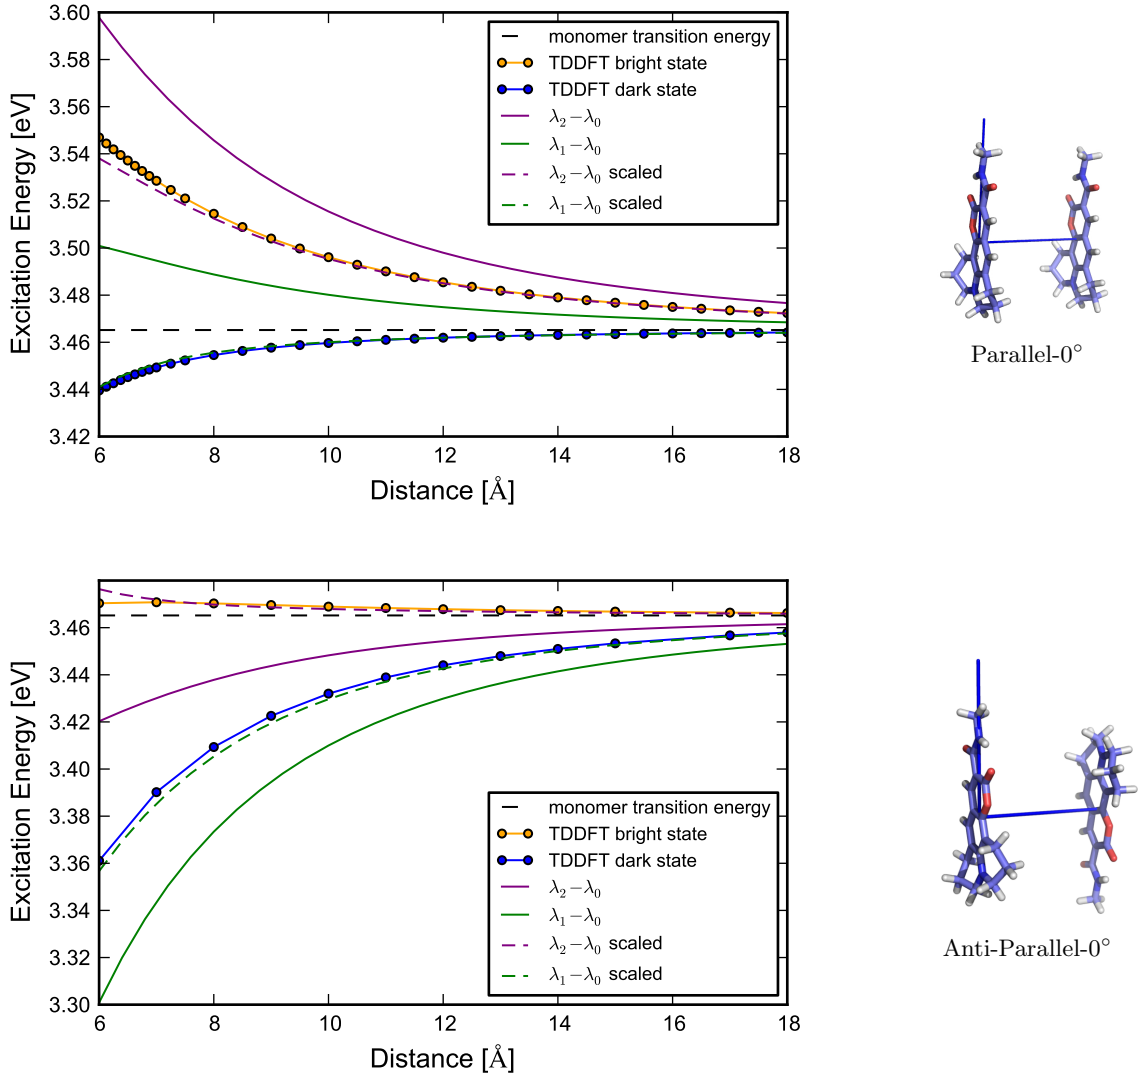 3.60
3.58
3.56
3.54
3.52
3.50
3.48
3.46
3.44
3.42
Excitation Energy [eV]
monomer transition energy
TDDFT bright state
TDDFT dark state
λ₂−λ₀
λ₁−λ₀
λ₂−λ₀ scaled
λ₁−λ₀ scaled
6 8 10 12 14 16 18
Distance [Å]
Parallel-0°
3.46
3.44
3.42
3.40
3.38
3.36
3.34
3.32
3.30
Excitation Energy [eV]
monomer transition energy
TDDFT bright state
TDDFT dark state
λ₂−λ₀
λ₁−λ₀
λ₂−λ₀ scaled
λ₁−λ₀ scaled
6 8 10 12 14 16 18
Distance [Å]
Anti-Parallel-0°